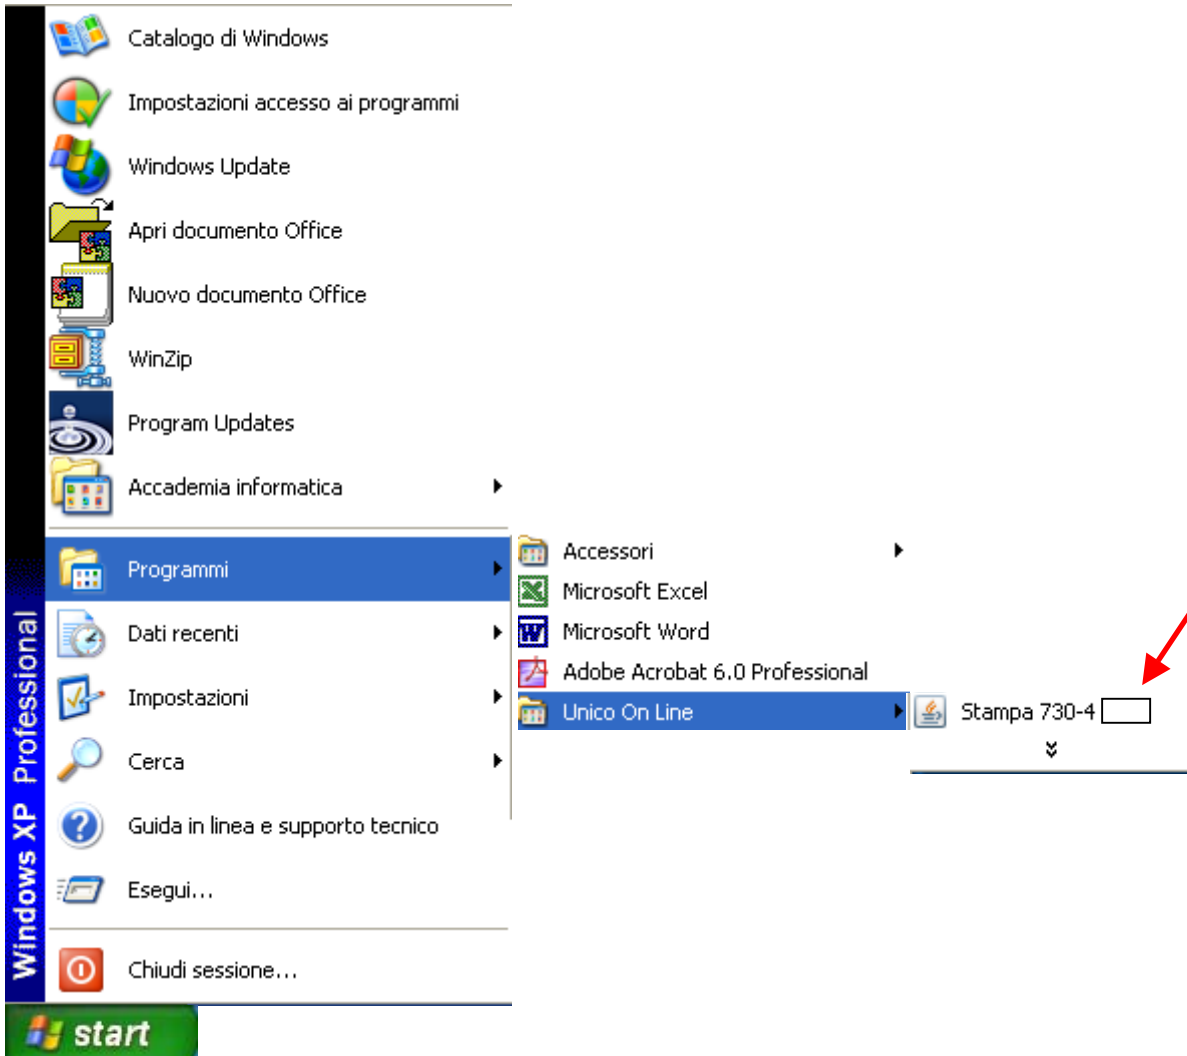 Catalogo di Windows
Impostazioni accesso ai programmi
Windows Update
Apri documento Office
Nuovo documento Office
WinZip
Program Updates
Accademia informatica
Programmi
Dati recenti
Impostazioni
Cerca
Guida in linea e supporto tecnico
Esegui...
Chiudi sessione...
Windows XP Professional
start
Accessori
Microsoft Excel
Microsoft Word
Adobe Acrobat 6.0 Professional
Unico On Line
Stampa 730-4